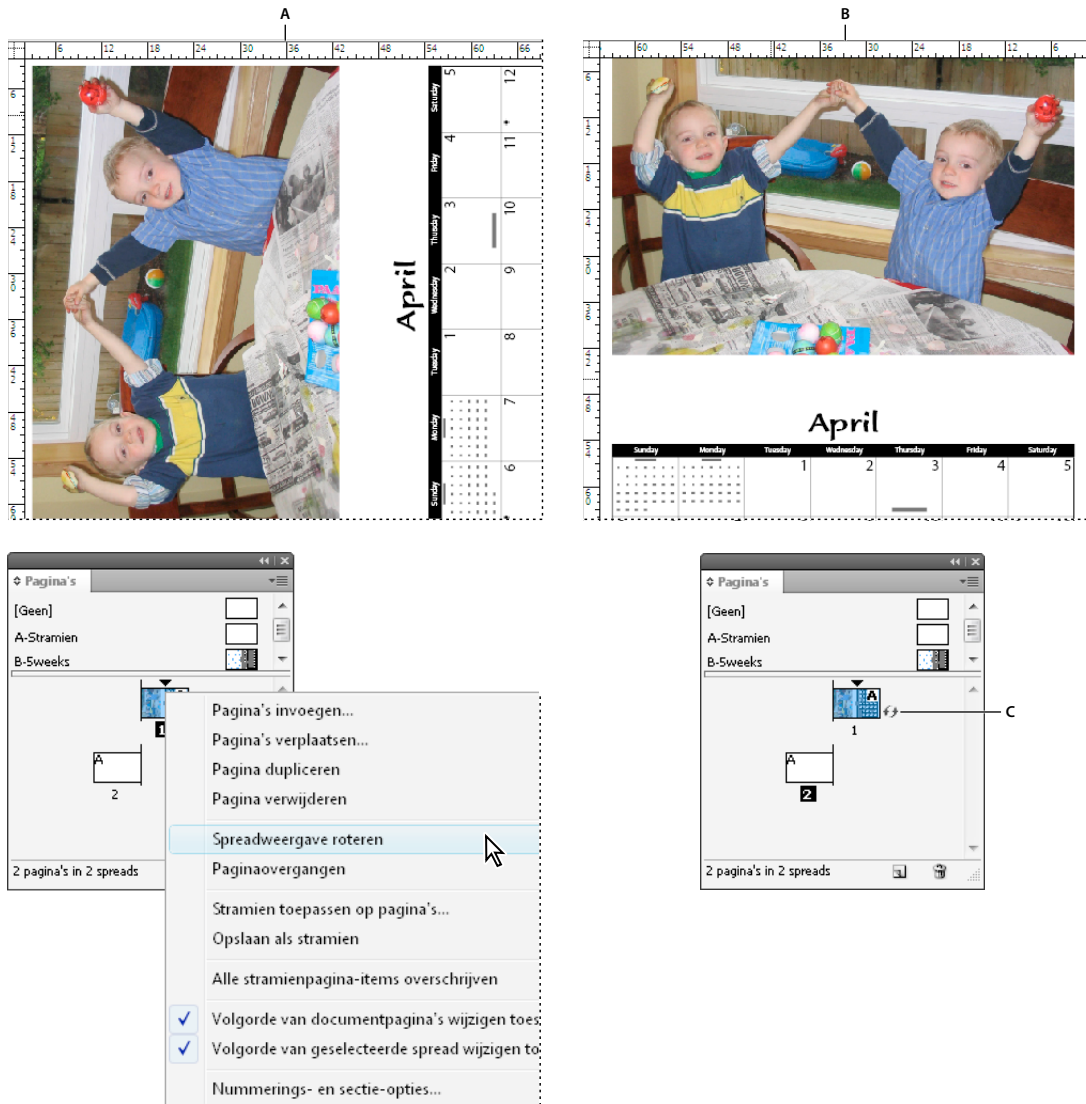 A
B
6 12 18 24 30 36 42 48 54 60 66
60 54 48 42 36 30 24 18 12 6
April
Saturday
Friday
Thursday
Wednesday
Tuesday
Monday
Sunday
5 12
4 11
3 10
2 9
1 8
7
6
April
Sunday Monday Tuesday Wednesday Thursday Friday Saturday
1 2 3 4 5
Pagina's
[Geen]
A-Stramien
B-5weeks
1
A
2
2 pagina's in 2 spreads
Pagina's invoegen...
Pagina's verplaatsen...
Pagina dupliceren
Pagina verwijderen
Spreadweergave roteren
Paginaovergangen
Stramien toepassen op pagina's...
Opslaan als stramien
Alle stramienpagina-items overschrijven
Volgorde van documentpagina's wijzigen toes
Volgorde van geselecteerde spread wijzigen to
Nummerings- en sectie-opties...
Pagina's
[Geen]
A-Stramien
B-5weeks
A
C
1
A
2
2 pagina's in 2 spreads